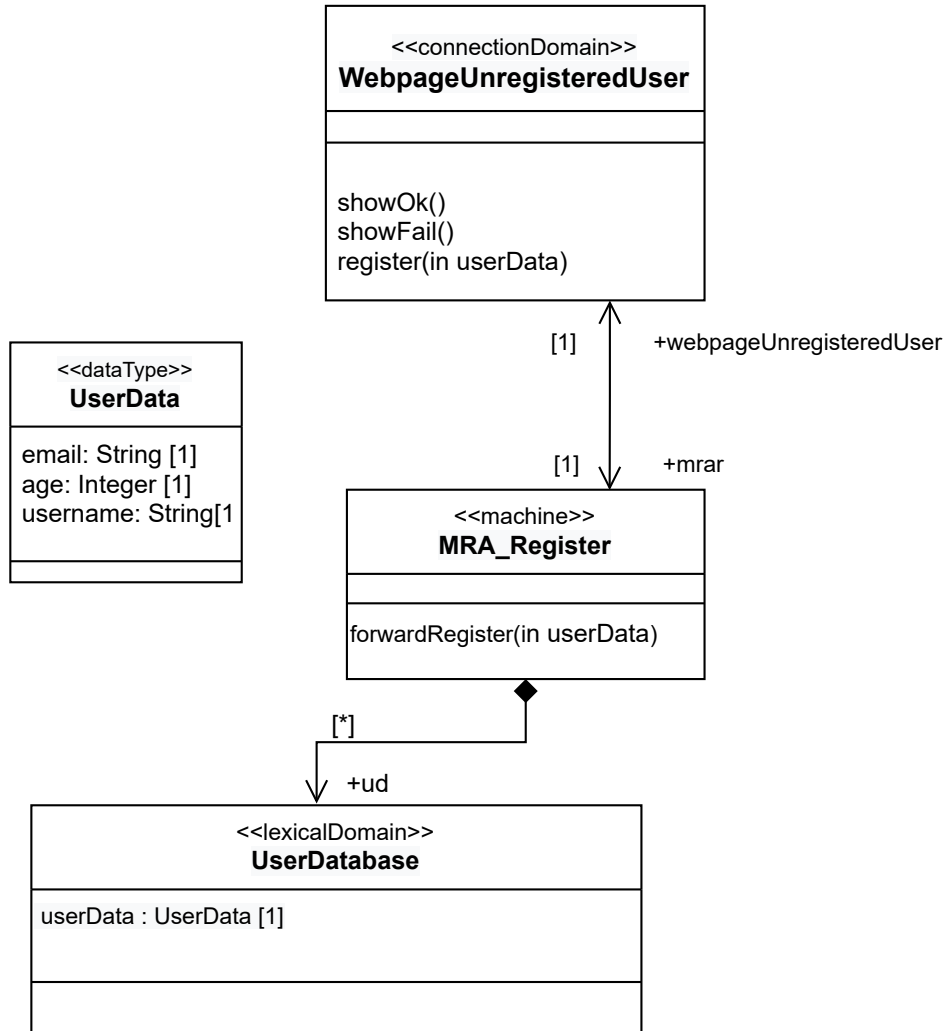 <<connectionDomain>>
WebpageUnregisteredUser
showOk()
showFail()
register(in userData)
[1]
+webpageUnregisteredUser
<<dataType>>
UserData
email: String [1]
age: Integer [1]
username: String[1
[1]
+mrar
<<machine>>
MRA_Register
forwardRegister(in userData)
[*]
+ud
<<lexicalDomain>>
UserDatabase
userData : UserData [1]